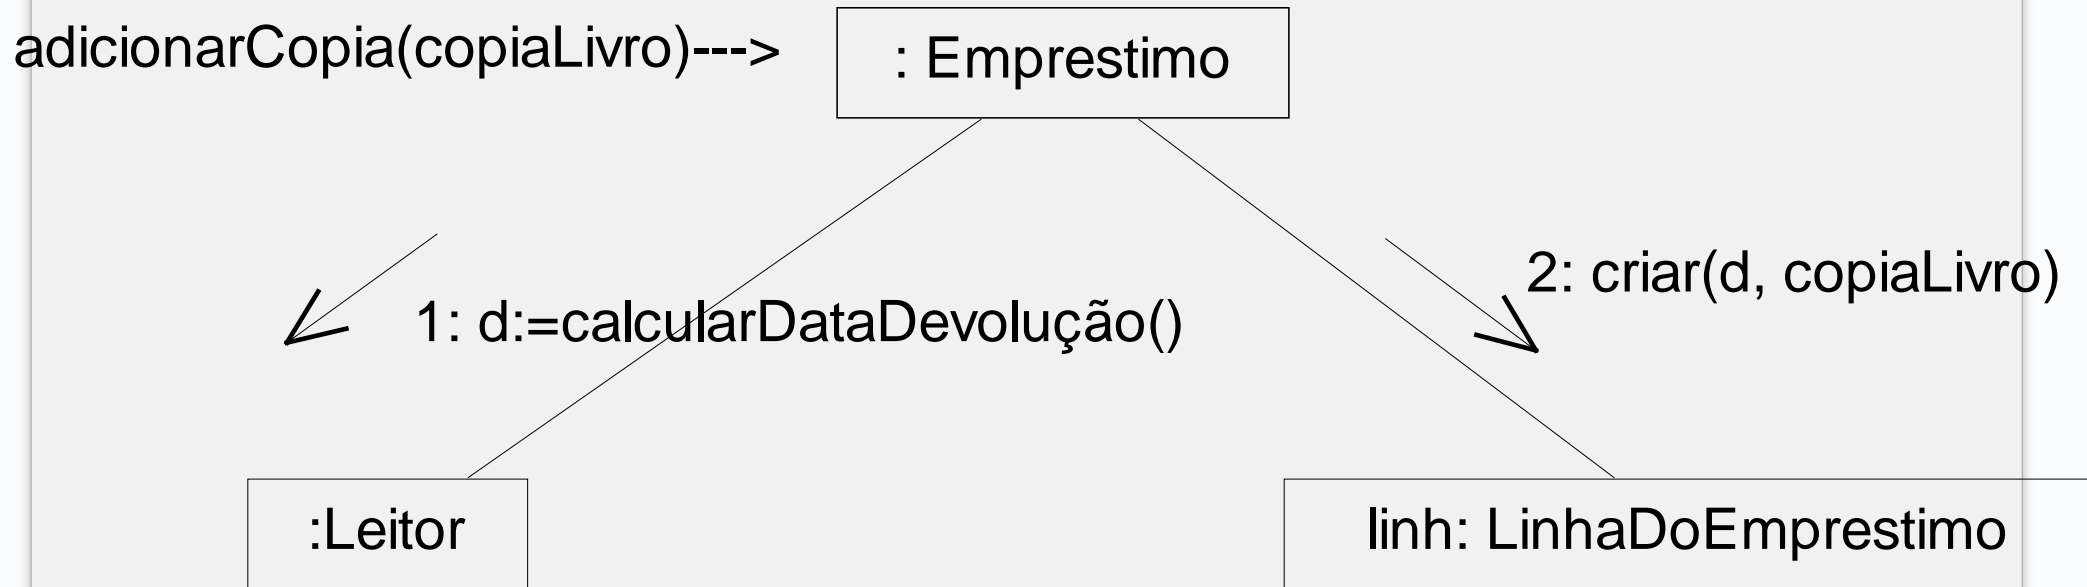 adicionarCopia(copiaLivro)--->
: Emprestimo
2: criar(d, copiaLivro)
1: d:=calcularDataDevolução()
:Leitor
linh: LinhaDoEmprestimo